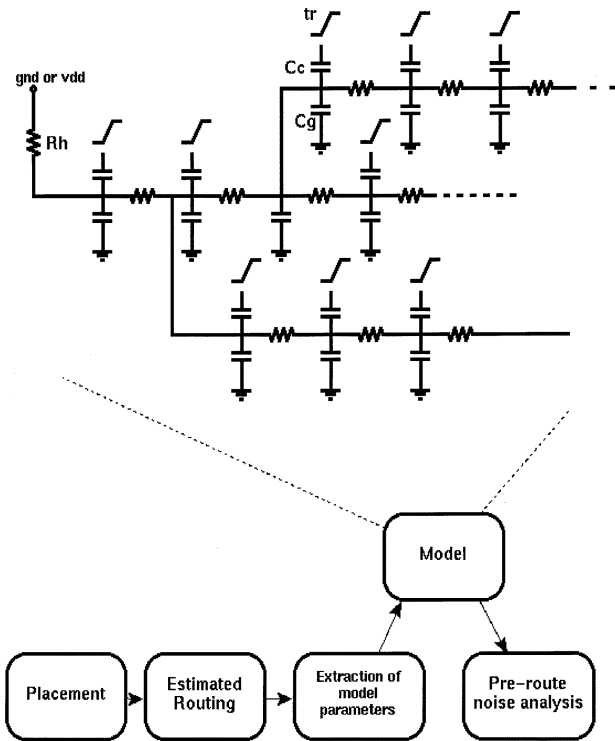 tr
Cc
gnd or vdd
Cg
Rh
Model
Placement
Estimated
Routing
Extraction of
model
parameters
Pre-route
noise analysis